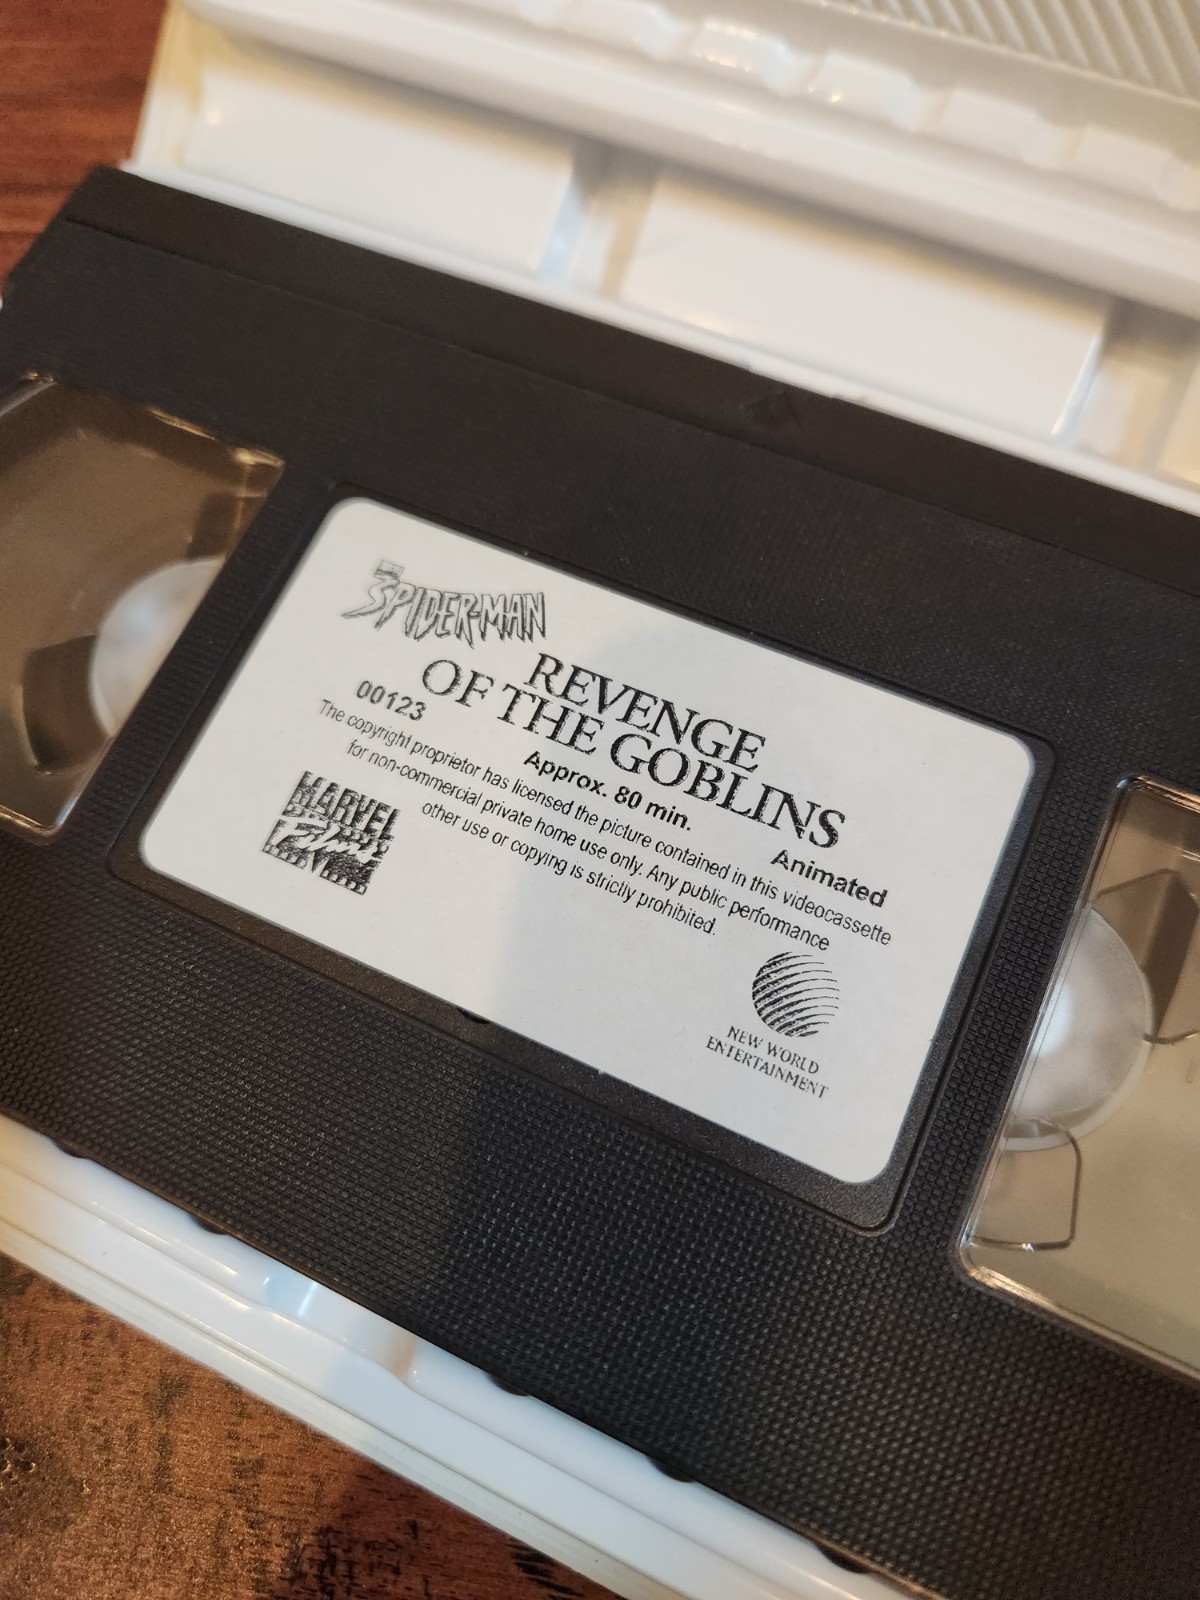 SPIDER-MAN
REVENGE
OF THE GOBLINS
00123
Approx. 80 min.
Animated
The copyright proprietor has licensed the picture contained in this videocassette
for non-commercial private home use only. Any public performance
other use or copying is strictly prohibited.
MARVEL
Films
NEW WORLD
ENTERTAINMENT